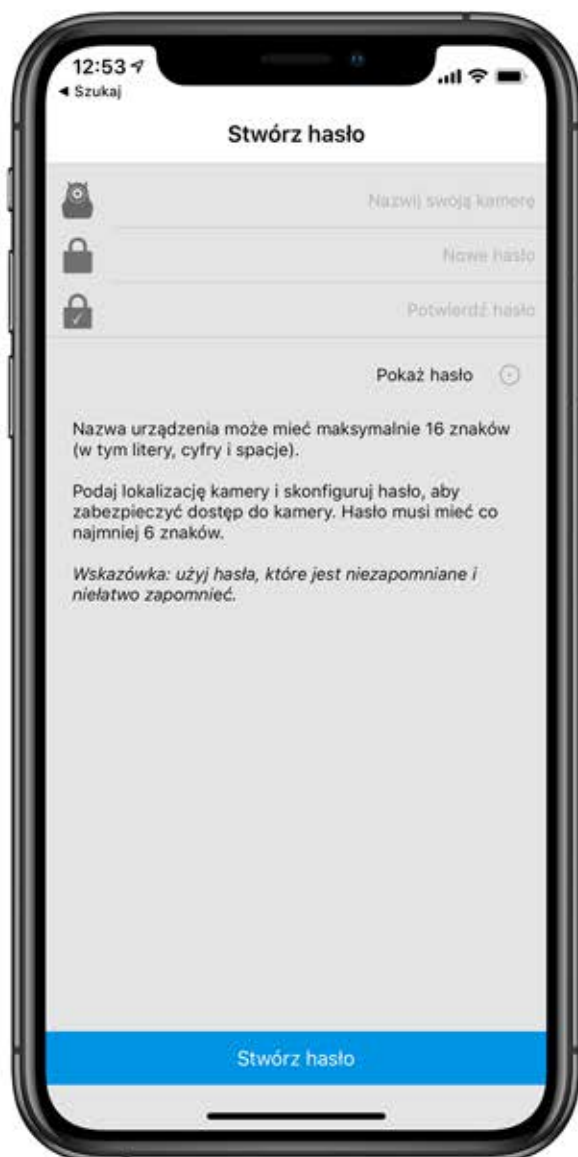 12:53
◀ Szukaj
Stwórz hasło
Nazwij swoją kamerę
Nowe hasło
Potwierdź hasło
Pokaż hasło
Nazwa urządzenia może mieć maksymalnie 16 znaków
(w tym litery, cyfry i spacje).
Podaj lokalizację kamery i skonfiguruj hasło, aby
zabezpieczyć dostęp do kamery. Hasło musi mieć co
najmniej 6 znaków.
Wskazówka: użyj hasła, które jest niezapomniane i
niełatwo zapomnieć.
Stwórz hasło